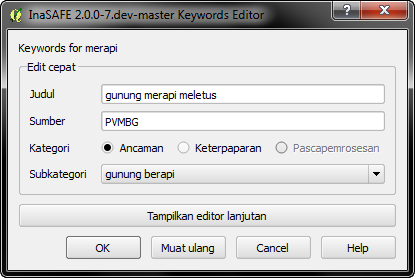 InaSAFE 2.0.0-7.dev-master Keywords Editor
Keywords for merapi
Edit cepat
Judul gunung merapi meletus
Sumber PVMBG
Kategori Ancaman Keterpaparan Pascapemrosesan
Subkategori gunung berapi
Tampilkan editor lanjutan
OK Muat ulang Cancel Help